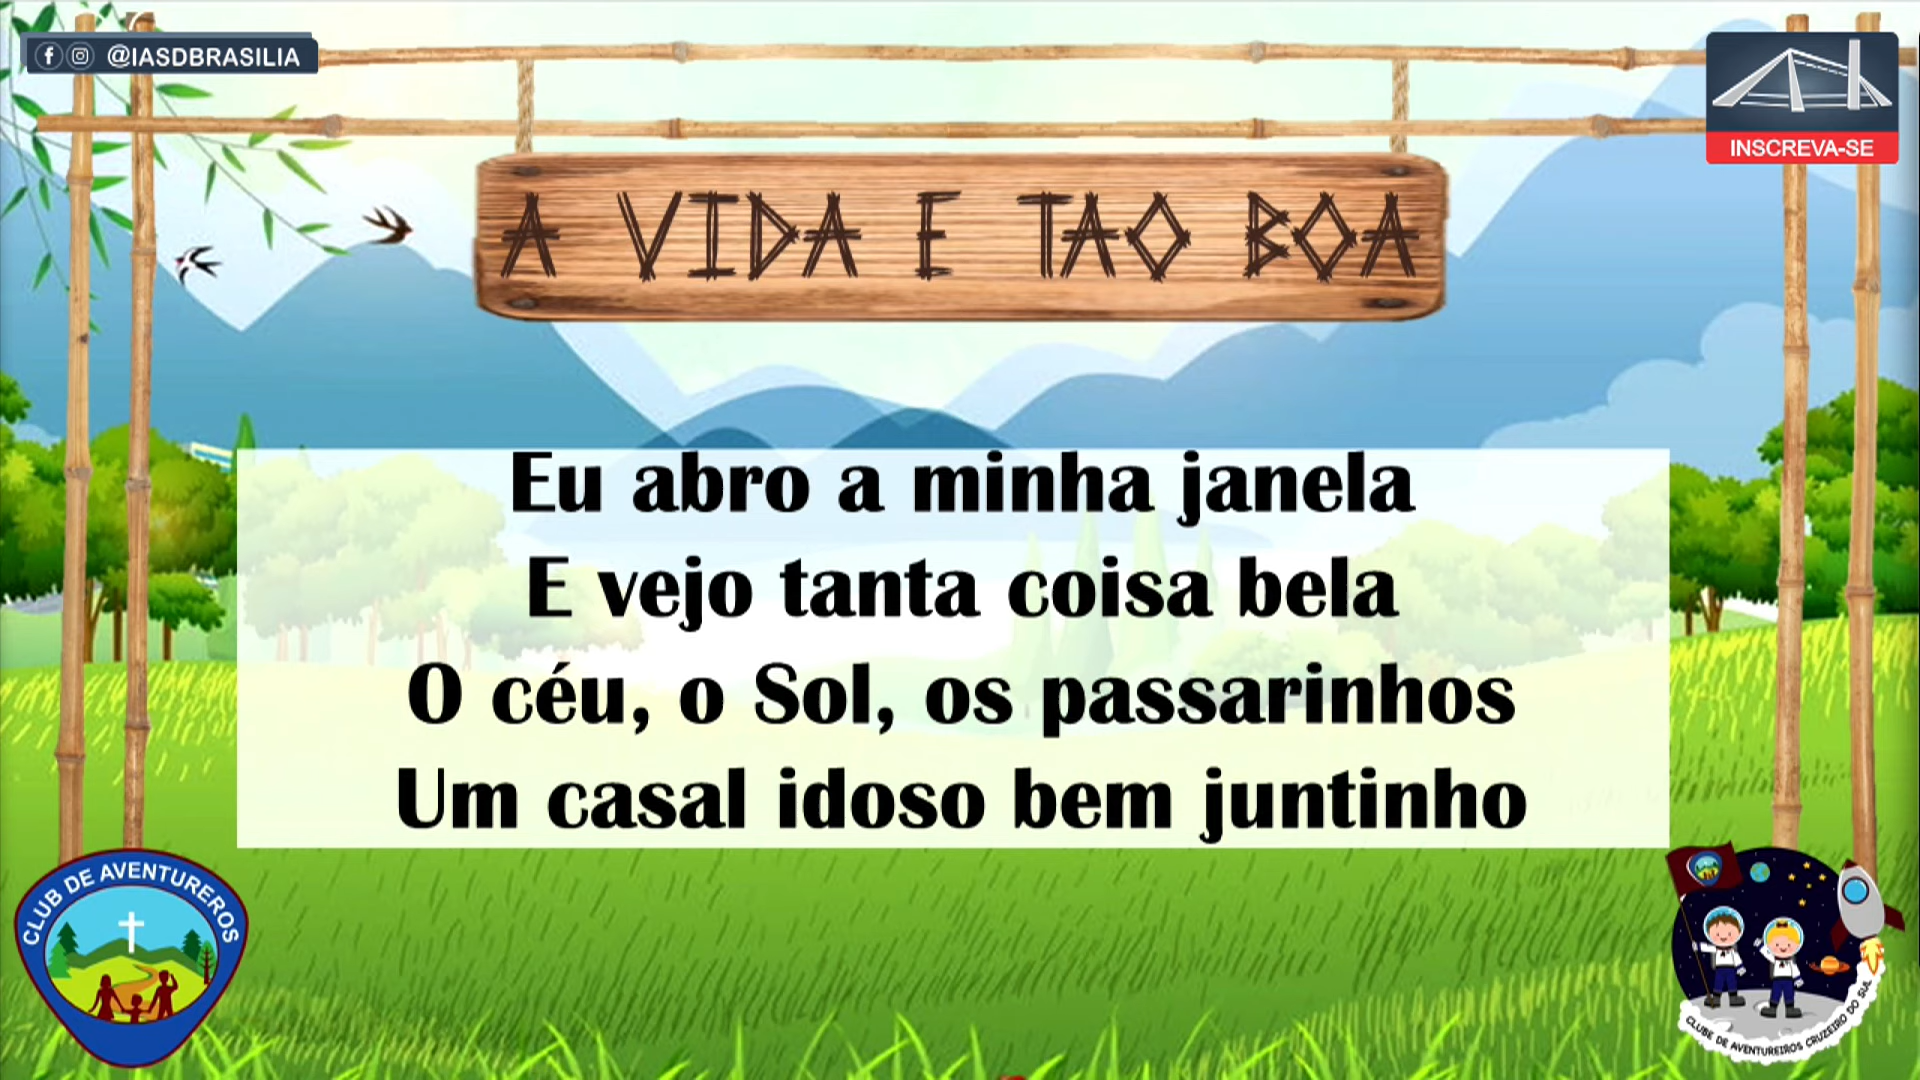 @IASDBRASILIA
INSCREVA-SE
A VIDA E TAO BOA
Eu abro a minha janela
E vejo tanta coisa bela
O céu, o Sol, os passarinhos
Um casal idoso bem juntinho
CLUB DE AVENTUREROS
CLUBE DE AVENTUREIROS CRUZEIRO DO SUL